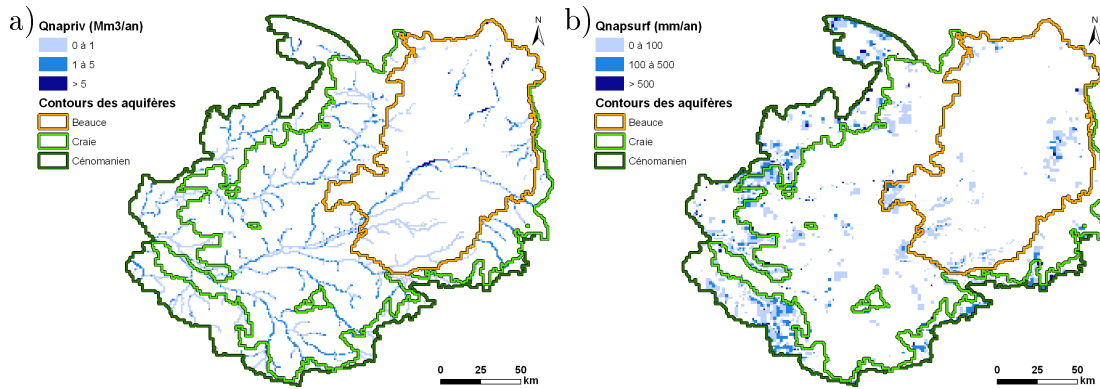 a)
Qnapriv (Mm3/an)
0 à 1
1 à 5
> 5
Contours des aquifères
Beauce
Craie
Cénomanien
N
0 25 50
km
b)
Qnapsurf (mm/an)
0 à 100
100 à 500
> 500
Contours des aquifères
Beauce
Craie
Cénomanien
N
0 25 50
km